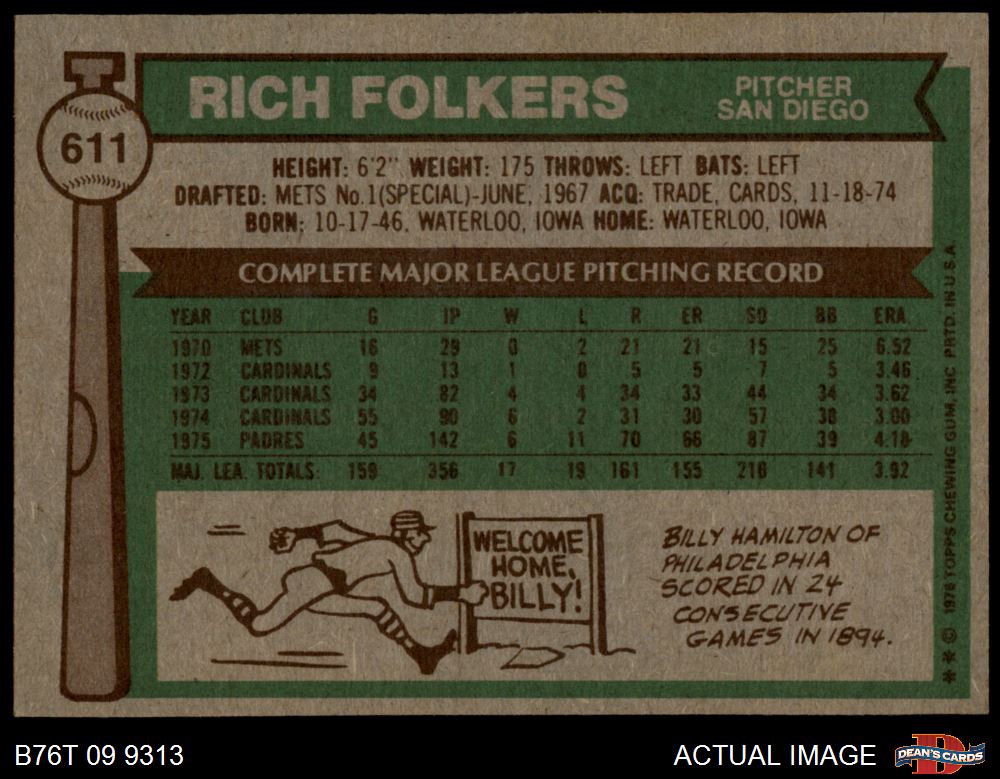 RICH FOLKERS
PITCHER
SAN DIEGO
611
HEIGHT: 6'2" WEIGHT: 175 THROWS: LEFT BATS: LEFT
DRAFTED: METS No.1(SPECIAL)-JUNE, 1967 ACQ: TRADE, CARDS, 11-18-74
BORN: 10-17-46, WATERLOO, IOWA HOME: WATERLOO, IOWA
COMPLETE MAJOR LEAGUE PITCHING RECORD
YEAR CLUB G IP W L R ER SO BB ERA
1970 METS 16 29 0 2 21 21 15 25 6.52
1972 CARDINALS 9 13 1 0 5 5 7 5 3.46
1973 CARDINALS 34 82 4 4 34 33 44 34 3.62
1974 CARDINALS 55 90 6 2 31 30 57 38 3.00
1975 PADRES 45 142 6 11 70 66 87 39 4.18
MAJ. LEA. TOTALS: 159 356 17 19 161 155 210 141 3.92
WELCOME
HOME,
BILLY!
BILLY HAMILTON OF
PHILADELPHIA
SCORED IN 24
CONSECUTIVE
GAMES IN 1894.
** © 1976 TOPPS CHEWING GUM, INC PRTD. IN U.S.A.
B76T 09 9313
ACTUAL IMAGE
DEAN'S CARDS